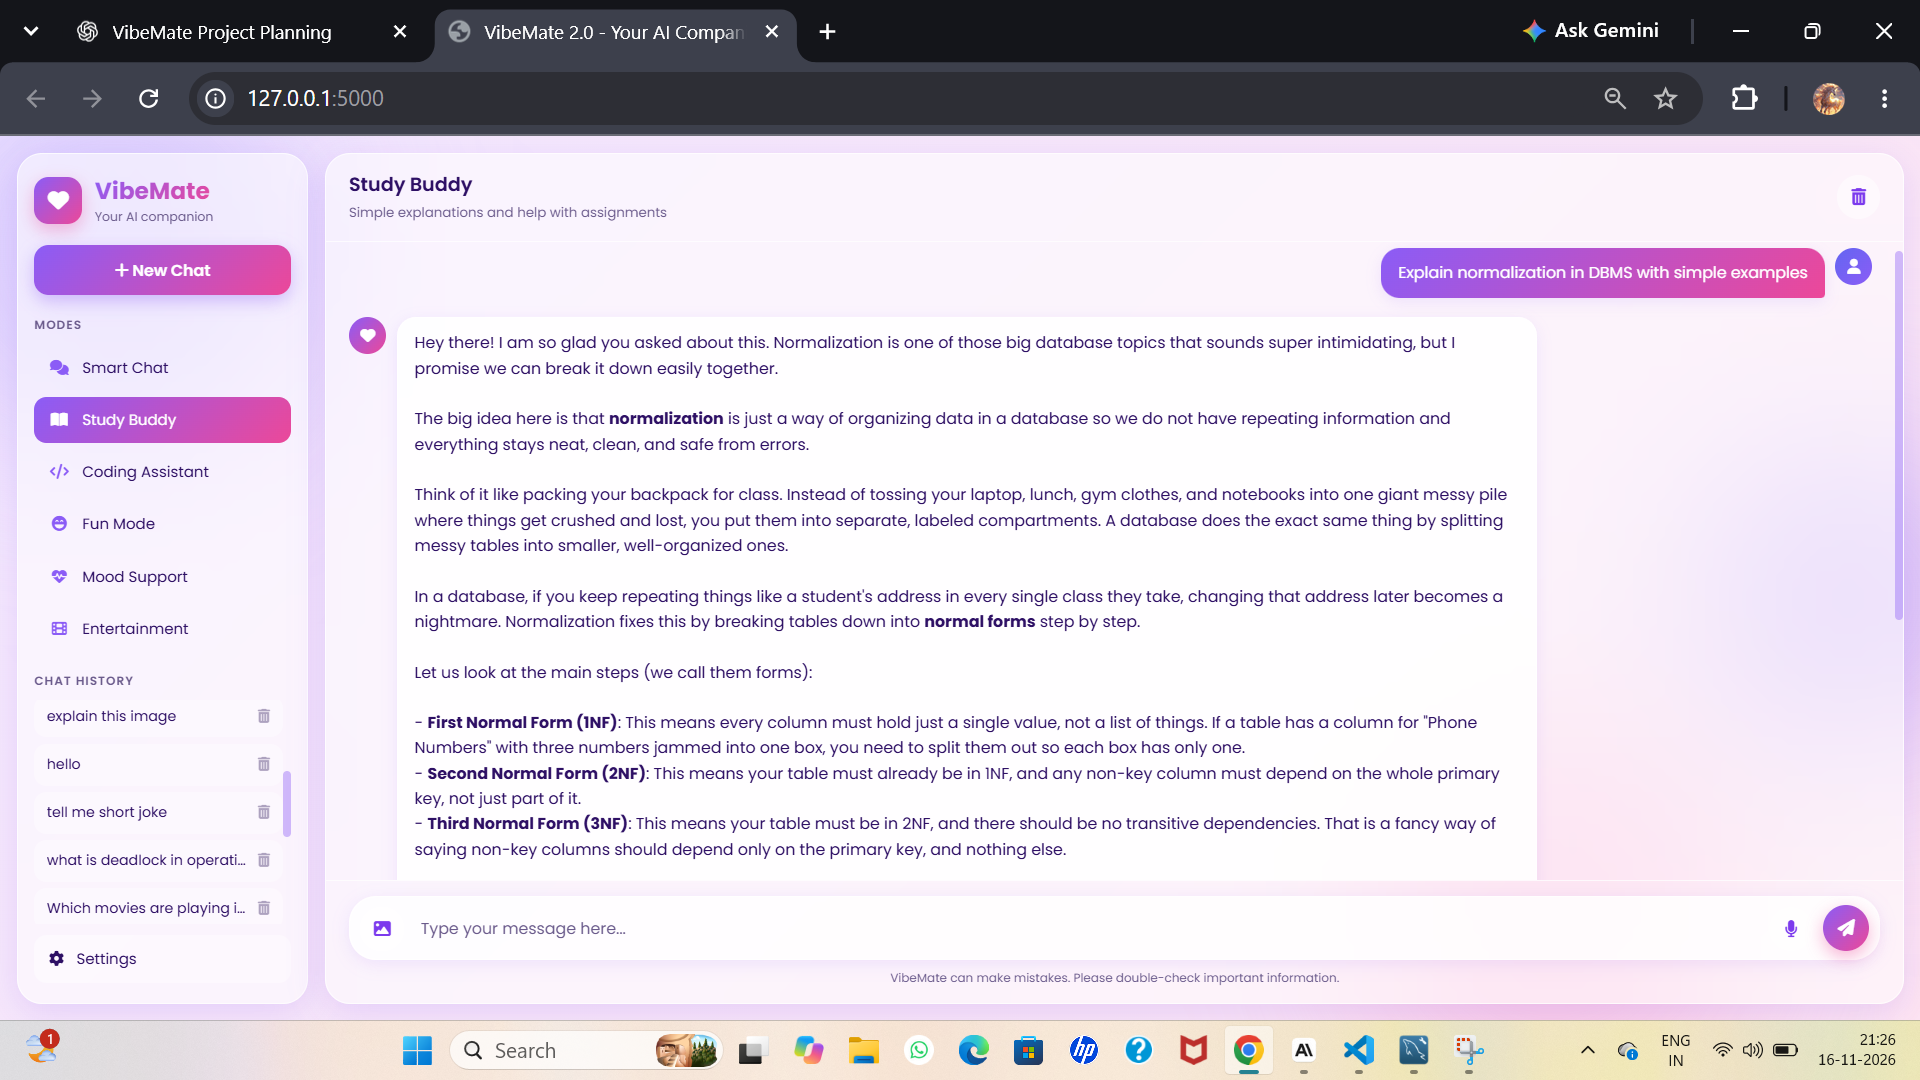 VibeMate Project Planning
VibeMate 2.0 - Your AI Compan
Ask Gemini
127.0.0.1:5000
VibeMate
Your AI companion
+ New Chat
MODES
Smart Chat
Study Buddy
Coding Assistant
Fun Mode
Mood Support
Entertainment
CHAT HISTORY
explain this image
hello
tell me short joke
what is deadlock in operati...
Which movies are playing i...
Settings
Study Buddy
Simple explanations and help with assignments
Explain normalization in DBMS with simple examples
Hey there! I am so glad you asked about this. Normalization is one of those big database topics that sounds super intimidating, but I
promise we can break it down easily together.
The big idea here is that normalization is just a way of organizing data in a database so we do not have repeating information and
everything stays neat, clean, and safe from errors.
Think of it like packing your backpack for class. Instead of tossing your laptop, lunch, gym clothes, and notebooks into one giant messy pile
where things get crushed and lost, you put them into separate, labeled compartments. A database does the exact same thing by splitting
messy tables into smaller, well-organized ones.
In a database, if you keep repeating things like a student's address in every single class they take, changing that address later becomes a
nightmare. Normalization fixes this by breaking tables down into normal forms step by step.
Let us look at the main steps (we call them forms):
- First Normal Form (1NF): This means every column must hold just a single value, not a list of things. If a table has a column for "Phone
Numbers" with three numbers jammed into one box, you need to split them out so each box has only one.
- Second Normal Form (2NF): This means your table must already be in 1NF, and any non-key column must depend on the whole primary
key, not just part of it.
- Third Normal Form (3NF): This means your table must be in 2NF, and there should be no transitive dependencies. That is a fancy way of
saying non-key columns should depend only on the primary key, and nothing else.
Type your message here...
VibeMate can make mistakes. Please double-check important information.
1
Search
hp
?
AI
ENG
IN
21:26
16-11-2026